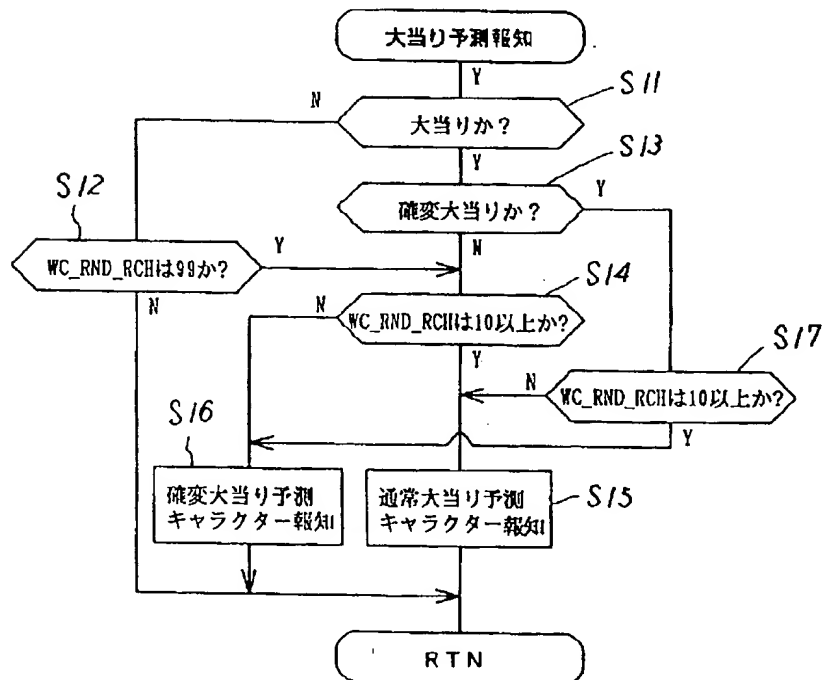 大当り予測報知
Y
S11
N
大当りか?
Y
S13
S12
確変大当りか?
Y
N
WC_RND_RCHは99か?
Y
N
S14
N
WC_RND_RCHは10以上か?
Y
S17
N
WC_RND_RCHは10以上か?
Y
S16
確変大当り予測
キャラクター報知
通常大当り予測
キャラクター報知
S15
RTN